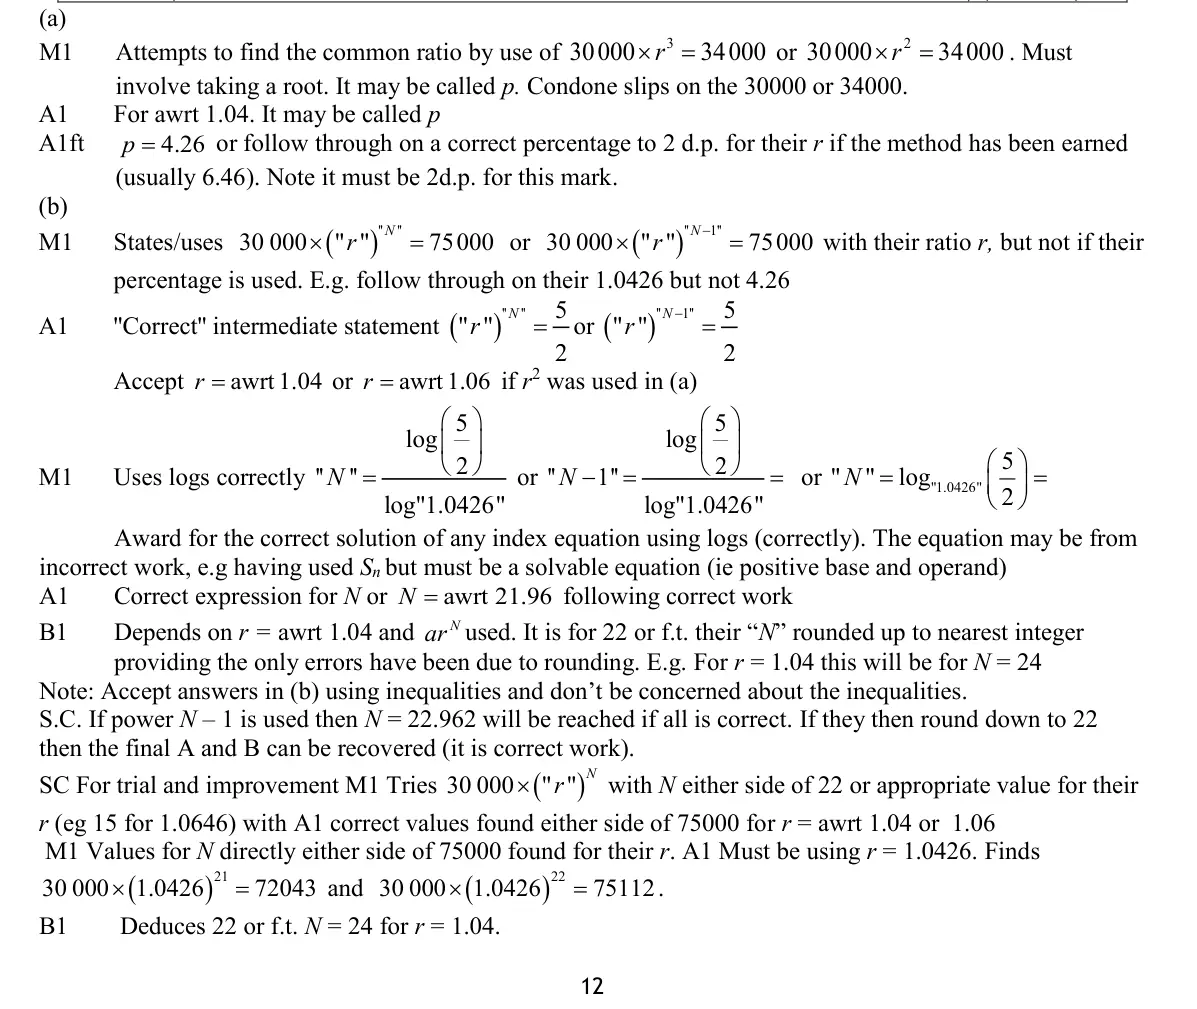 (a)
M1 Attempts to find the common ratio by use of 30000 × r³ = 34000 or 30000 × r² = 34000. Must
involve taking a root. It may be called p. Condone slips on the 30000 or 34000.
A1 For awrt 1.04. It may be called p
A1ft p = 4.26 or follow through on a correct percentage to 2 d.p. for their r if the method has been earned
(usually 6.46). Note it must be 2d.p. for this mark.
(b)
M1 States/uses 30 000 × ("r")^"N" = 75000 or 30 000 × ("r")^"N−1" = 75000 with their ratio r, but not if their
percentage is used. E.g. follow through on their 1.0426 but not 4.26
A1 "Correct" intermediate statement ("r")^"N" = 5/2 or ("r")^"N−1" = 5/2
Accept r = awrt 1.04 or r = awrt 1.06 if r² was used in (a)
M1 Uses logs correctly "N" = log(5/2)/log"1.0426" or "N − 1" = log(5/2)/log"1.0426" = or "N" = log_"1.0426"(5/2) =
Award for the correct solution of any index equation using logs (correctly). The equation may be from
incorrect work, e.g having used Sₙ but must be a solvable equation (ie positive base and operand)
A1 Correct expression for N or N = awrt 21.96 following correct work
B1 Depends on r = awrt 1.04 and ar^N used. It is for 22 or f.t. their “N” rounded up to nearest integer
providing the only errors have been due to rounding. E.g. For r = 1.04 this will be for N = 24
Note: Accept answers in (b) using inequalities and don’t be concerned about the inequalities.
S.C. If power N – 1 is used then N = 22.962 will be reached if all is correct. If they then round down to 22
then the final A and B can be recovered (it is correct work).
SC For trial and improvement M1 Tries 30 000 × ("r")^N with N either side of 22 or appropriate value for their
r (eg 15 for 1.0646) with A1 correct values found either side of 75000 for r = awrt 1.04 or 1.06
M1 Values for N directly either side of 75000 found for their r. A1 Must be using r = 1.0426. Finds
30 000 × (1.0426)^21 = 72043 and 30 000 × (1.0426)^22 = 75112.
B1 Deduces 22 or f.t. N = 24 for r = 1.04.
12